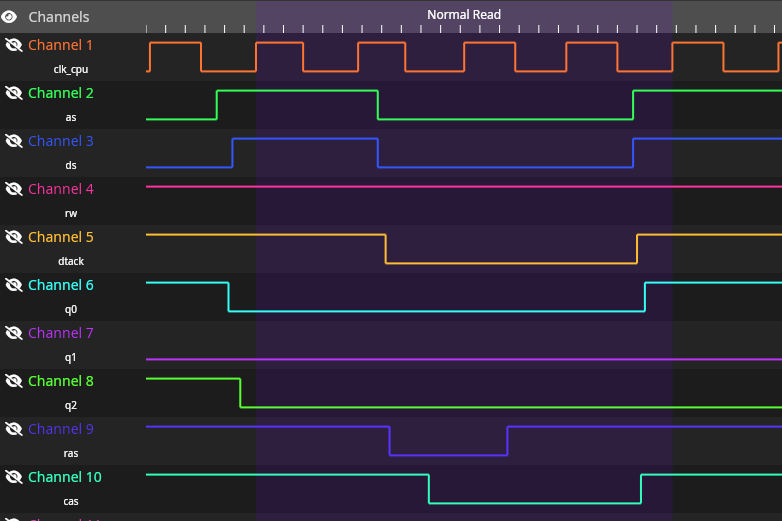 Channels
Normal Read
Channel 1
clk_cpu
Channel 2
as
Channel 3
ds
Channel 4
rw
Channel 5
dtack
Channel 6
q0
Channel 7
q1
Channel 8
q2
Channel 9
ras
Channel 10
cas